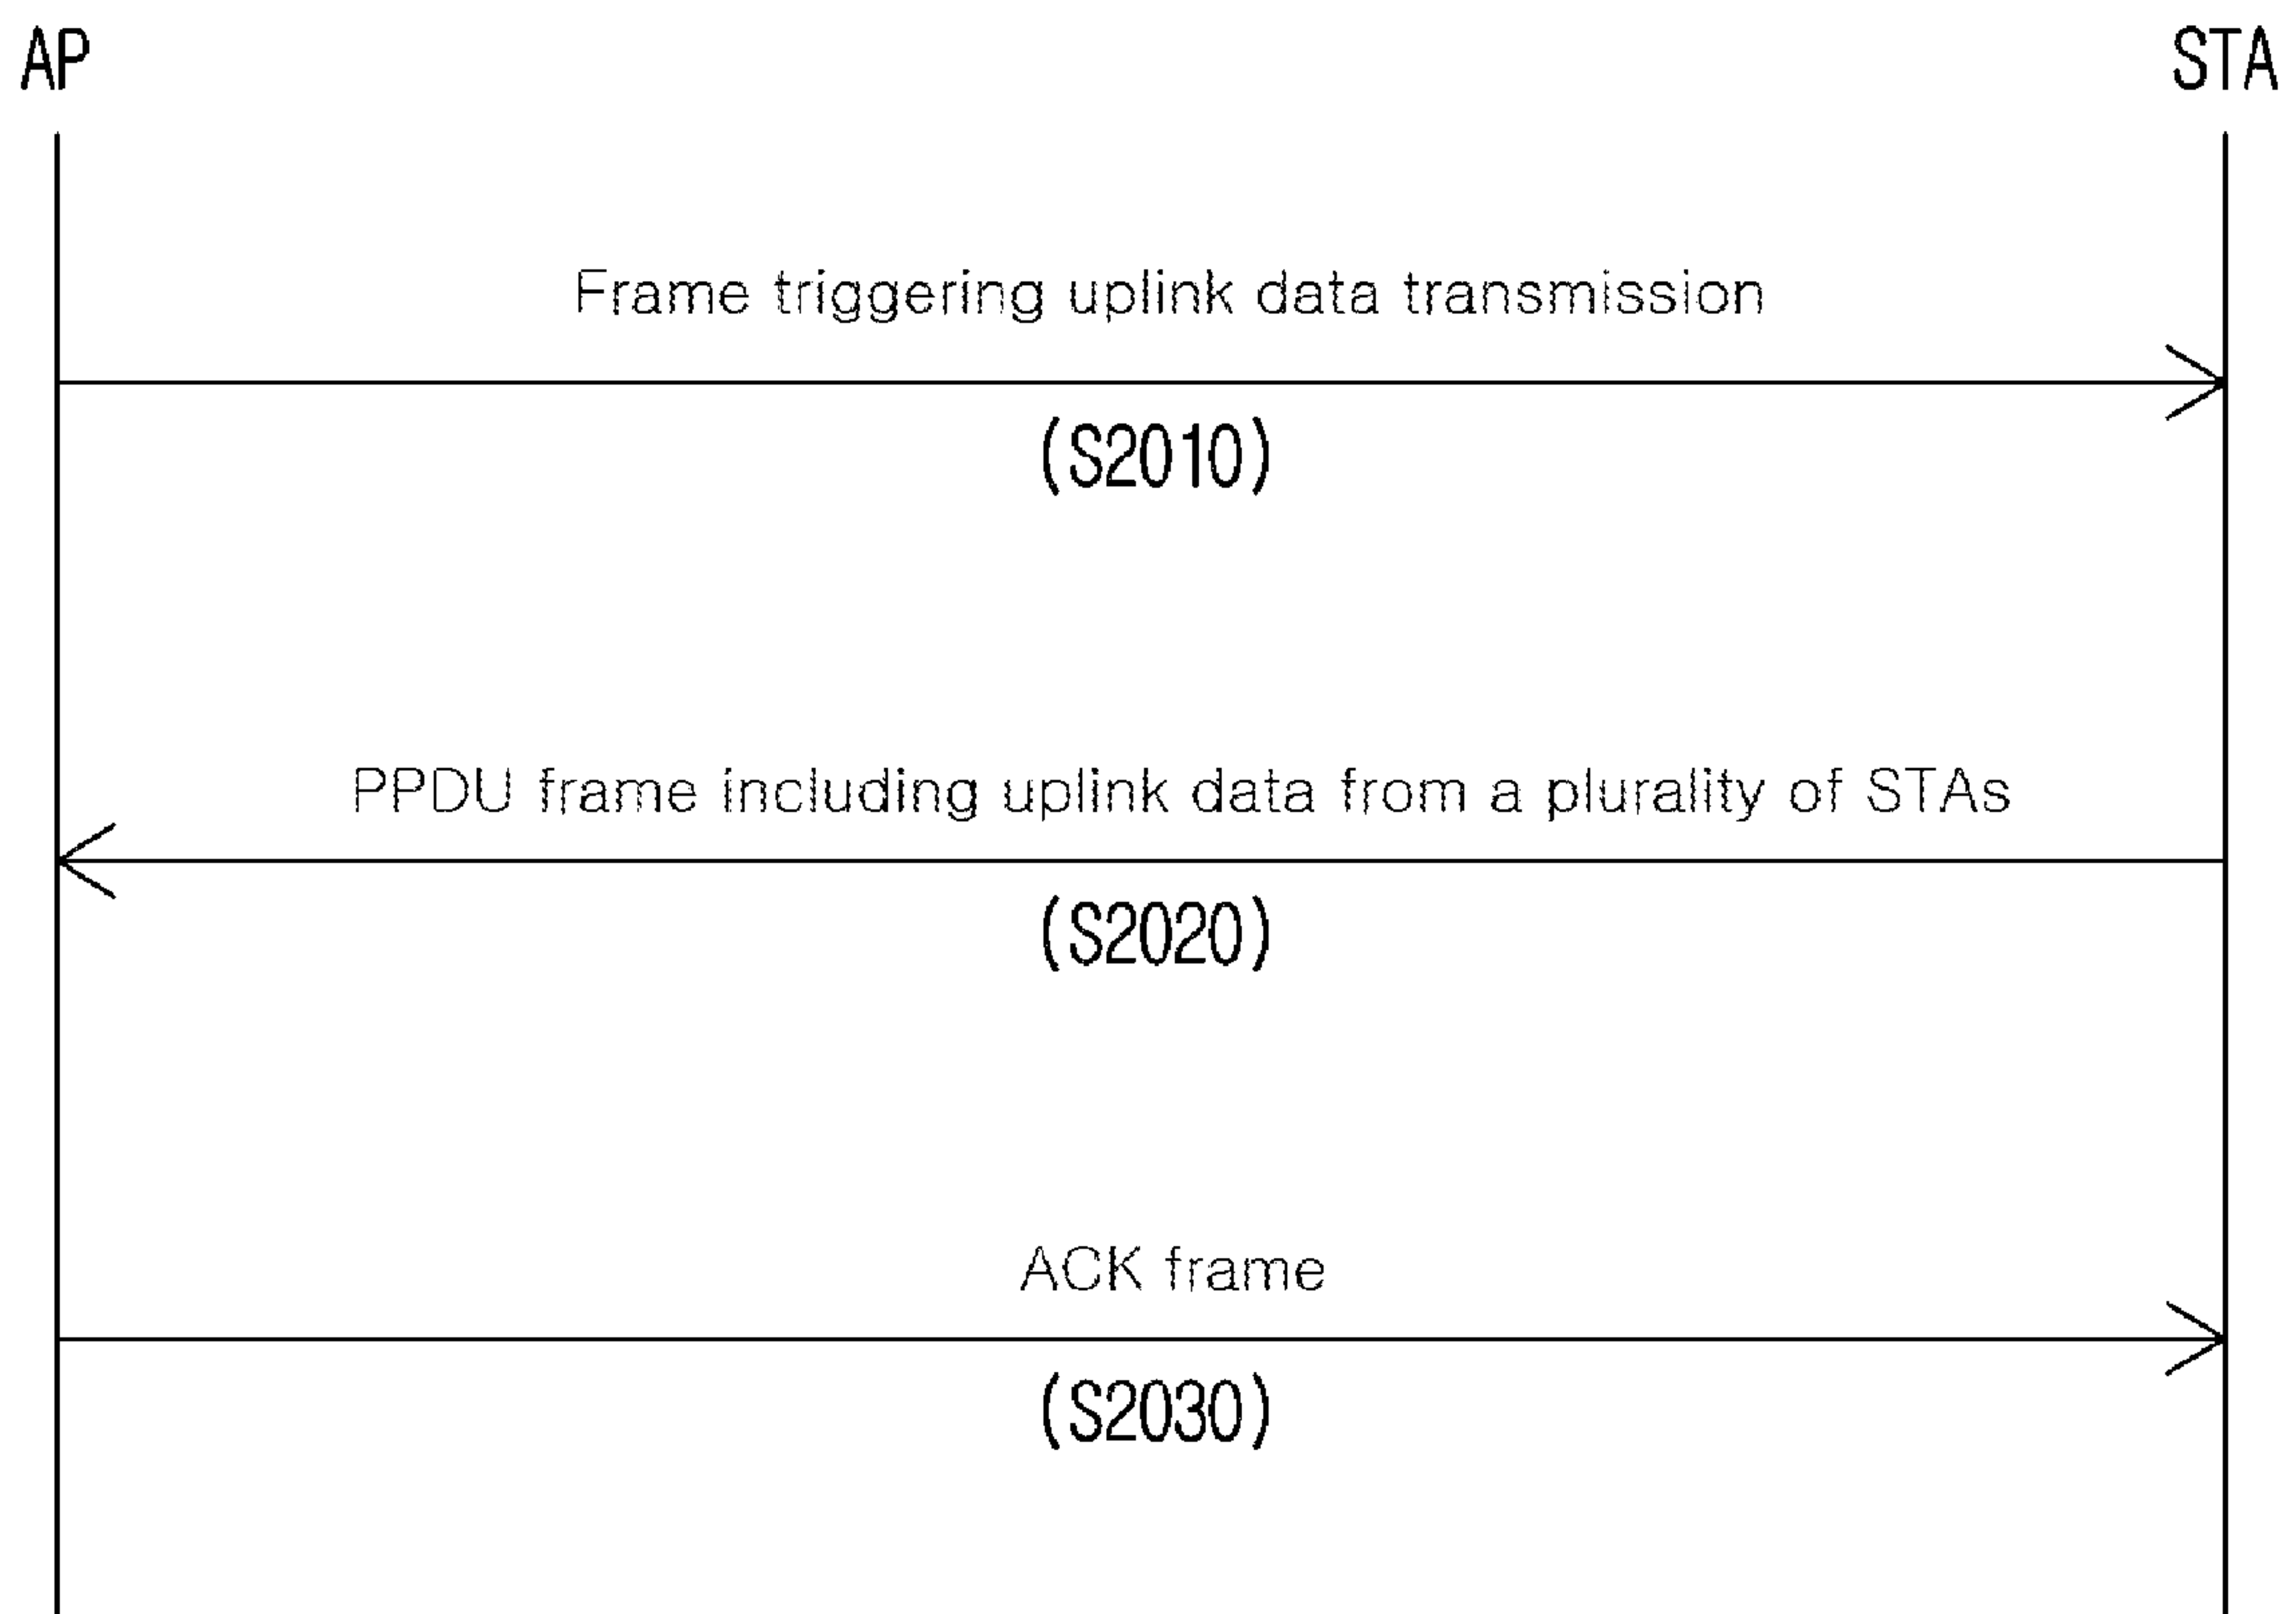 AP STA
Frame triggering uplink data transmission
(S2010)
PPDU frame including uplink data from a plurality of STAs
(S2020)
ACK frame
(S2030)